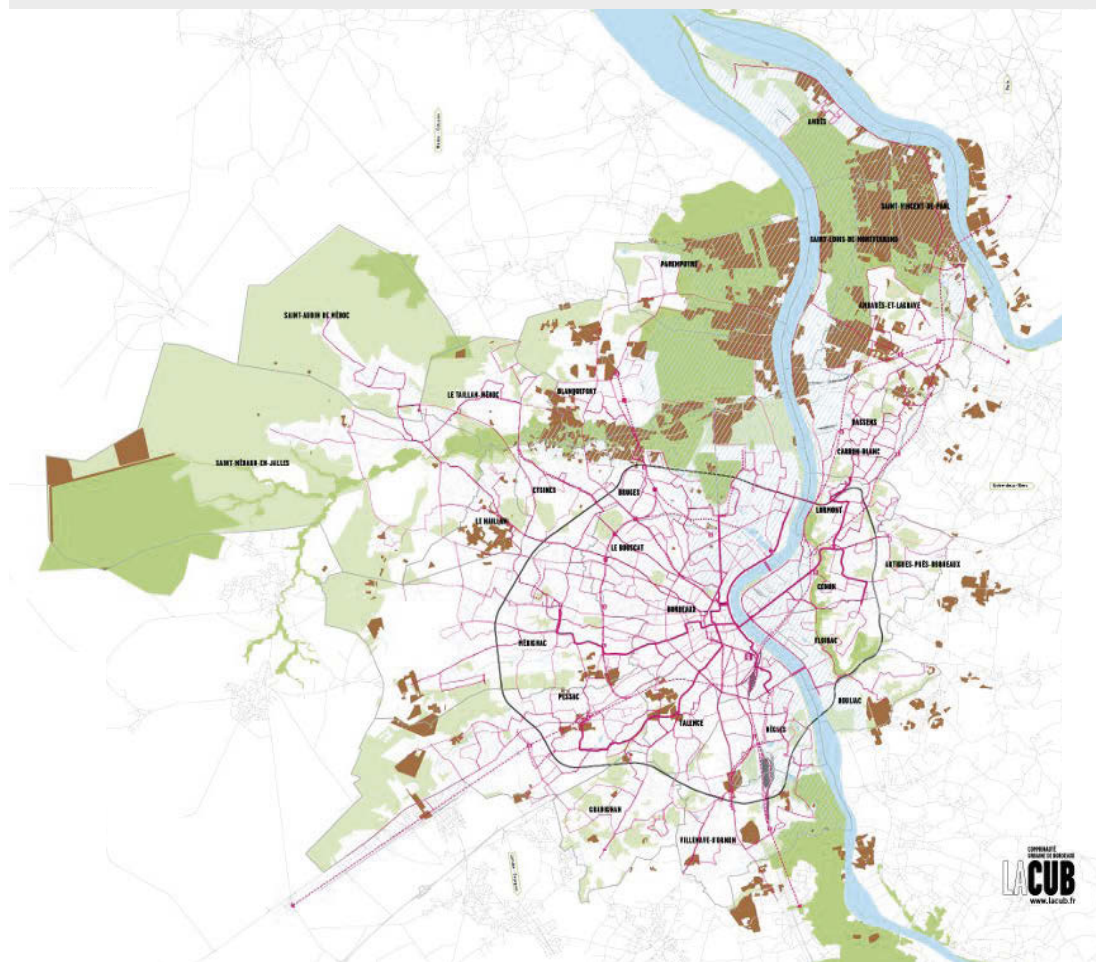 AMBÈS
SAINT-VINCENT-DE-PAUL
SAINT-LOUIS-DE-MONTFERRAND
PAREMPUYRE
AMBARÈS-ET-LAGRAVE
SAINT-AUBIN DE MÉDOC
LE TAILLAN-MÉDOC
BLANQUEFORT
BASSENS
CARBON-BLANC
SAINT-MÉDARD-EN-JALLES
EYSINES
BRUGES
LORMONT
LE HAILLAN
LE BOUSCAT
ARTIGUES-PRÈS-BORDEAUX
CENON
BORDEAUX
MÉRIGNAC
FLOIRAC
PESSAC
BOULIAC
TALENCE
BÈGLES
GRADIGNAN
VILLENAVE-D'ORNON
COMMUNAUTÉ
URBAINE DE BORDEAUX
LACUB
www.lacub.fr